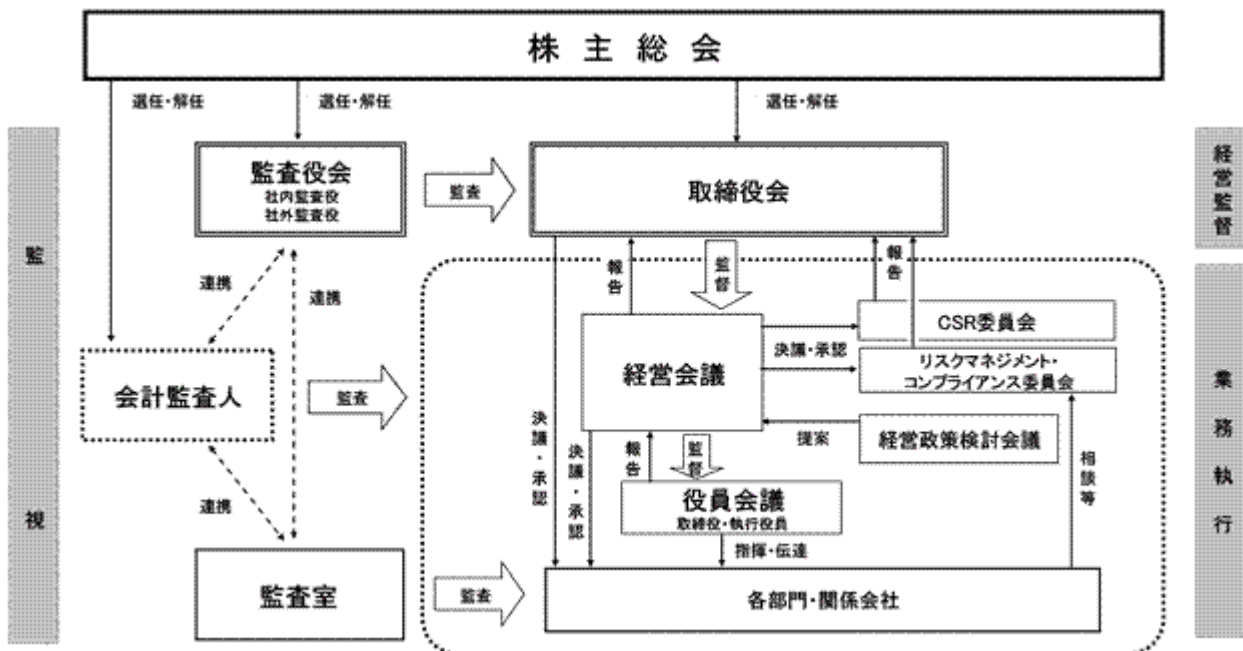 株 主 総 会
選任・解任
選任・解任
選任・解任
監査役会
社内監査役
社外監査役
監査
取締役会
経営監督
監視
連携
連携
報告
監督
報告
CSR委員会
決議・承認
リスクマネジメント・
コンプライアンス委員会
経営会議
会計監査人
監査
提案
経営政策検討会議
決議・承認
決議・承認
報告
監督
相談等
業務執行
役員会議
取締役・執行役員
連携
指揮・伝達
監査室
監査
各部門・関係会社